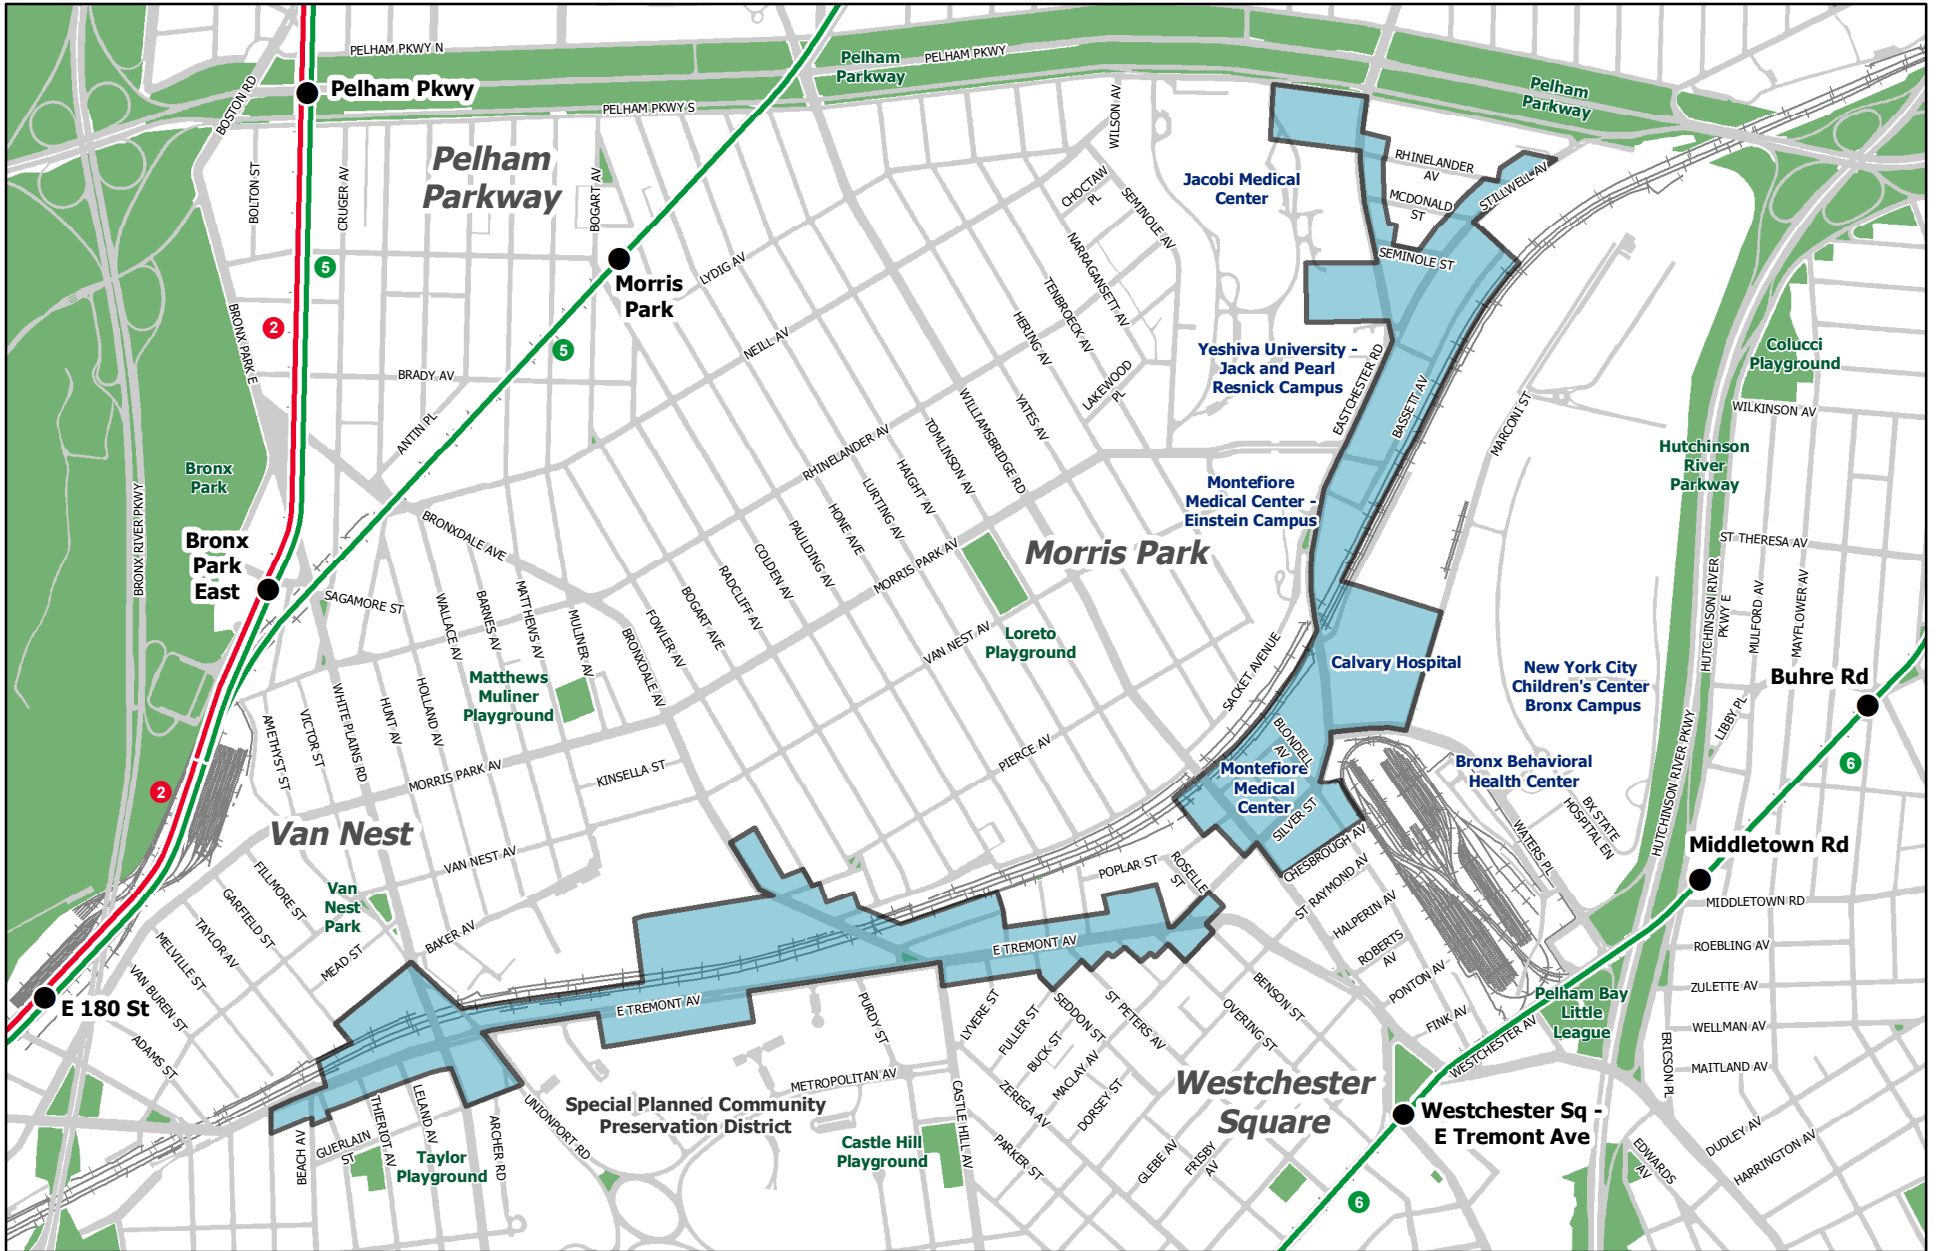 PELHAM PKWY N
Pelham
Parkway
PELHAM PKWY
Pelham
Parkway
BOSTON RD
Pelham Pkwy
PELHAM PKWY S
WILSON AV
Pelham
Parkway
BOLTON ST
CRUGER AV
BOGART AV
CHOCTAW
PL
SEMINOLE AV
Jacobi Medical
Center
RHINELANDER
AV
MCDONALD
ST
STILLWELL AV
SEMINOLE ST
5
Morris
Park
LYDIG AV
NARRAGANSETT AV
TENBROECK AV
HERING AV
2
BRONX PARK E
5
NEILL AV
Yeshiva University -
Jack and Pearl
Resnick Campus
EASTCHESTER RD
BASSETT AV
MARCONI ST
Colucci
Playground
WILKINSON AV
BRADY AV
ANTIN PL
LAKEWOOD
PL
YATES AV
WILLIAMSBRIDGE RD
TOMLINSON AV
RHINELANDER AV
HAIGHT AV
LURTING AV
HONE AVE
PAULDING AV
COLDEN AV
RADCLIFF AV
BOGART AVE
FOWLER AV
Bronx
Park
BRONX RIVER PKWY
Hutchinson
River
Parkway
Montefiore
Medical Center -
Einstein Campus
BRONXDALE AVE
Bronx
Park
East
Morris Park
MORRIS PARK AV
ST THERESA AV
HUTCHINSON RIVER
PKWY E
MULFORD AV
MAYFLOWER AV
SAGAMORE ST
WALLACE AV
BARNES AV
MATTHEWS AV
MULINER AV
BRONXDALE AV
VAN NEST AV
Loreto
Playground
SACKET AVENUE
Calvary Hospital
New York City
Children's Center
Bronx Campus
Buhre Rd
LIBBY PL
HUTCHINSON RIVER PKWY
Matthews
Muliner
Playground
AMETHYST ST
VICTOR ST
WHITE PLAINS RD
HUNT AV
HOLLAND AV
MORRIS PARK AV
KINSELLA ST
PIERCE AV
BLONDELL
AV
Montefiore
Medical
Center
SILVER ST
Bronx Behavioral
Health Center
6
2
BX STATE
HOSPITAL EN
WATERS PL
Middletown Rd
MIDDLETOWN RD
Van Nest
VAN NEST AV
CHESBROUGH AV
POPLAR ST
ROSELLE
ST
ST RAYMOND AV
HALPERIN AV
ROBERTS
AV
PONTON AV
FINK AV
Van
Nest
Park
FILLMORE ST
GARFIELD ST
TAYLOR AV
MELVILLE ST
VAN BUREN ST
ADAMS ST
MEAD ST
BAKER AV
E TREMONT AV
E TREMONT AV
ROEBLING AV
ZULETTE AV
WELLMAN AV
MAITLAND AV
E 180 St
PURDY ST
LYVERE ST
FULLER ST
BUCK ST
SEDDON ST
MACLAY AV
ST PETERS AV
DORSEY ST
ZEREGA AV
OVERING ST
BENSON ST
Pelham Bay
Little
League
WESTCHESTER AV
ERICSON PL
METROPOLITAN AV
CASTLE HILL AV
PARKER ST
GLEBE AV
FRISBY
AV
Westchester
Square
Westchester Sq -
E Tremont Ave
Special Planned Community
Preservation District
UNIONPORT RD
ARCHER RD
LELAND AV
THIERIOT AV
GUERLAIN
ST
BEACH AV
Taylor
Playground
Castle Hill
Playground
6
EDWARDS
AV
DUDLEY AV
HARRINGTON AV